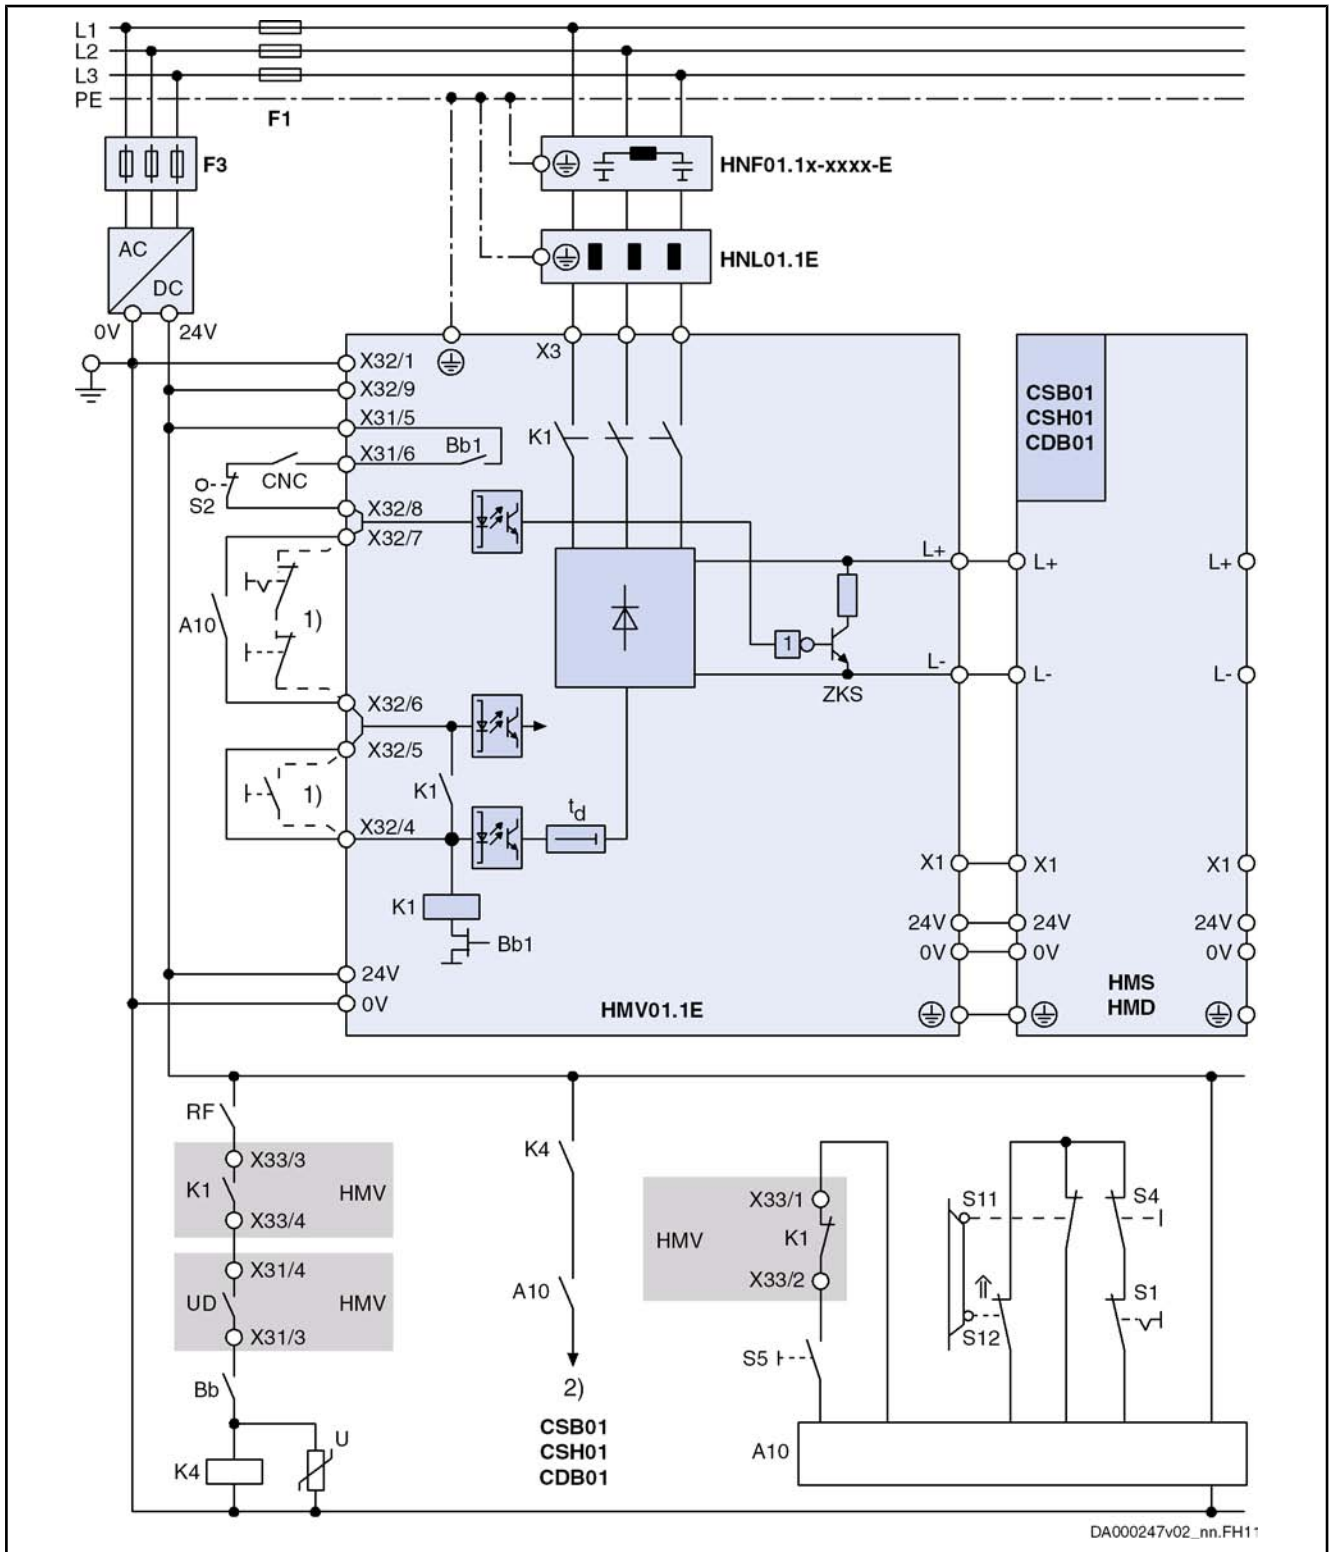 L1
L2
L3
PE
F1
F3
HNF01.1x-xxxx-E
AC
DC
HNL01.1E
0V
24V
X3
X32/1
X32/9
X31/5
X31/6
Bb1
K1
CNC
S2
X32/8
X32/7
CSB01
CSH01
CDB01
L+
L+
L+
A10
1)
1
L-
L-
L-
ZKS
X32/6
X32/5
K1
1)
td
X32/4
X1
X1
X1
K1
Bb1
24V
24V
24V
0V
0V
0V
24V
0V
HMV01.1E
HMS
HMD
RF
X33/3
K1
HMV
X33/4
X31/4
UD
HMV
X31/3
Bb
U
K4
K4
A10
2)
CSB01
CSH01
CDB01
X33/1
HMV
K1
X33/2
S5
S11
S4
S12
S1
A10
DA000247v02_nn.FH11